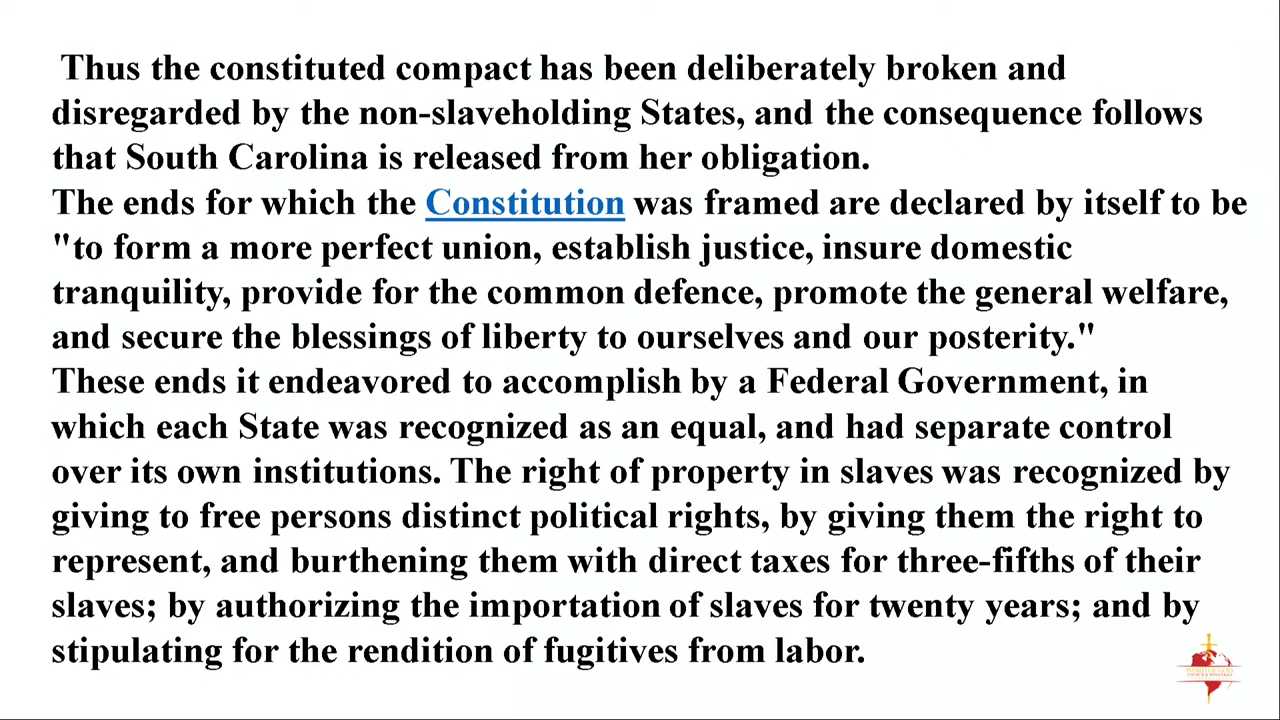 Thus the constituted compact has been deliberately broken and
disregarded by the non-slaveholding States, and the consequence follows
that South Carolina is released from her obligation.
The ends for which the Constitution was framed are declared by itself to be
"to form a more perfect union, establish justice, insure domestic
tranquility, provide for the common defence, promote the general welfare,
and secure the blessings of liberty to ourselves and our posterity."
These ends it endeavored to accomplish by a Federal Government, in
which each State was recognized as an equal, and had separate control
over its own institutions. The right of property in slaves was recognized by
giving to free persons distinct political rights, by giving them the right to
represent, and burthening them with direct taxes for three-fifths of their
slaves; by authorizing the importation of slaves for twenty years; and by
stipulating for the rendition of fugitives from labor.